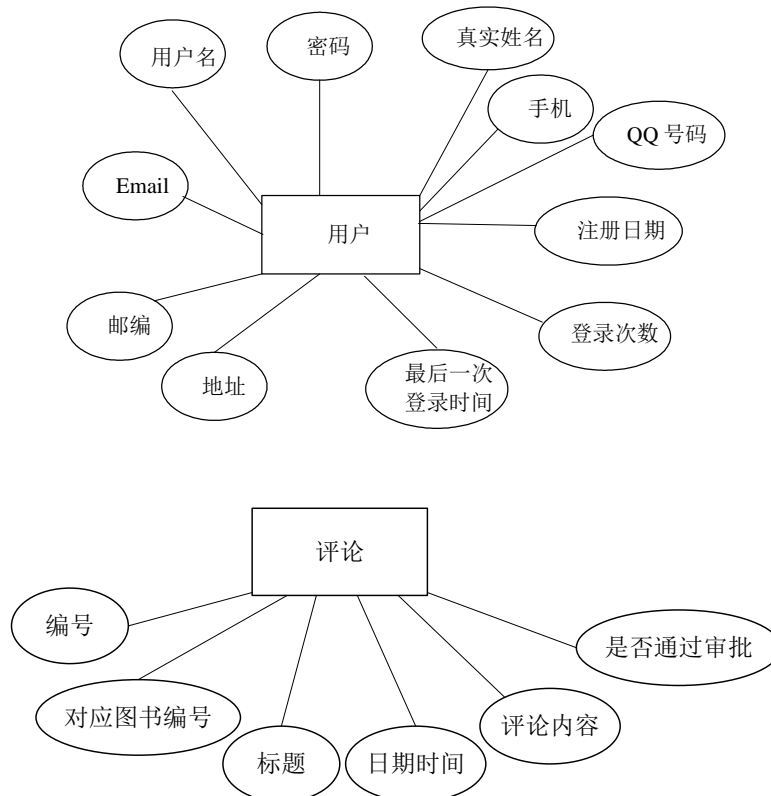 用户名
密码
真实姓名
手机
QQ 号码
Email
用户
注册日期
邮编
地址
最后一次
登录时间
登录次数
评论
编号
对应图书编号
标题
日期时间
评论内容
是否通过审批